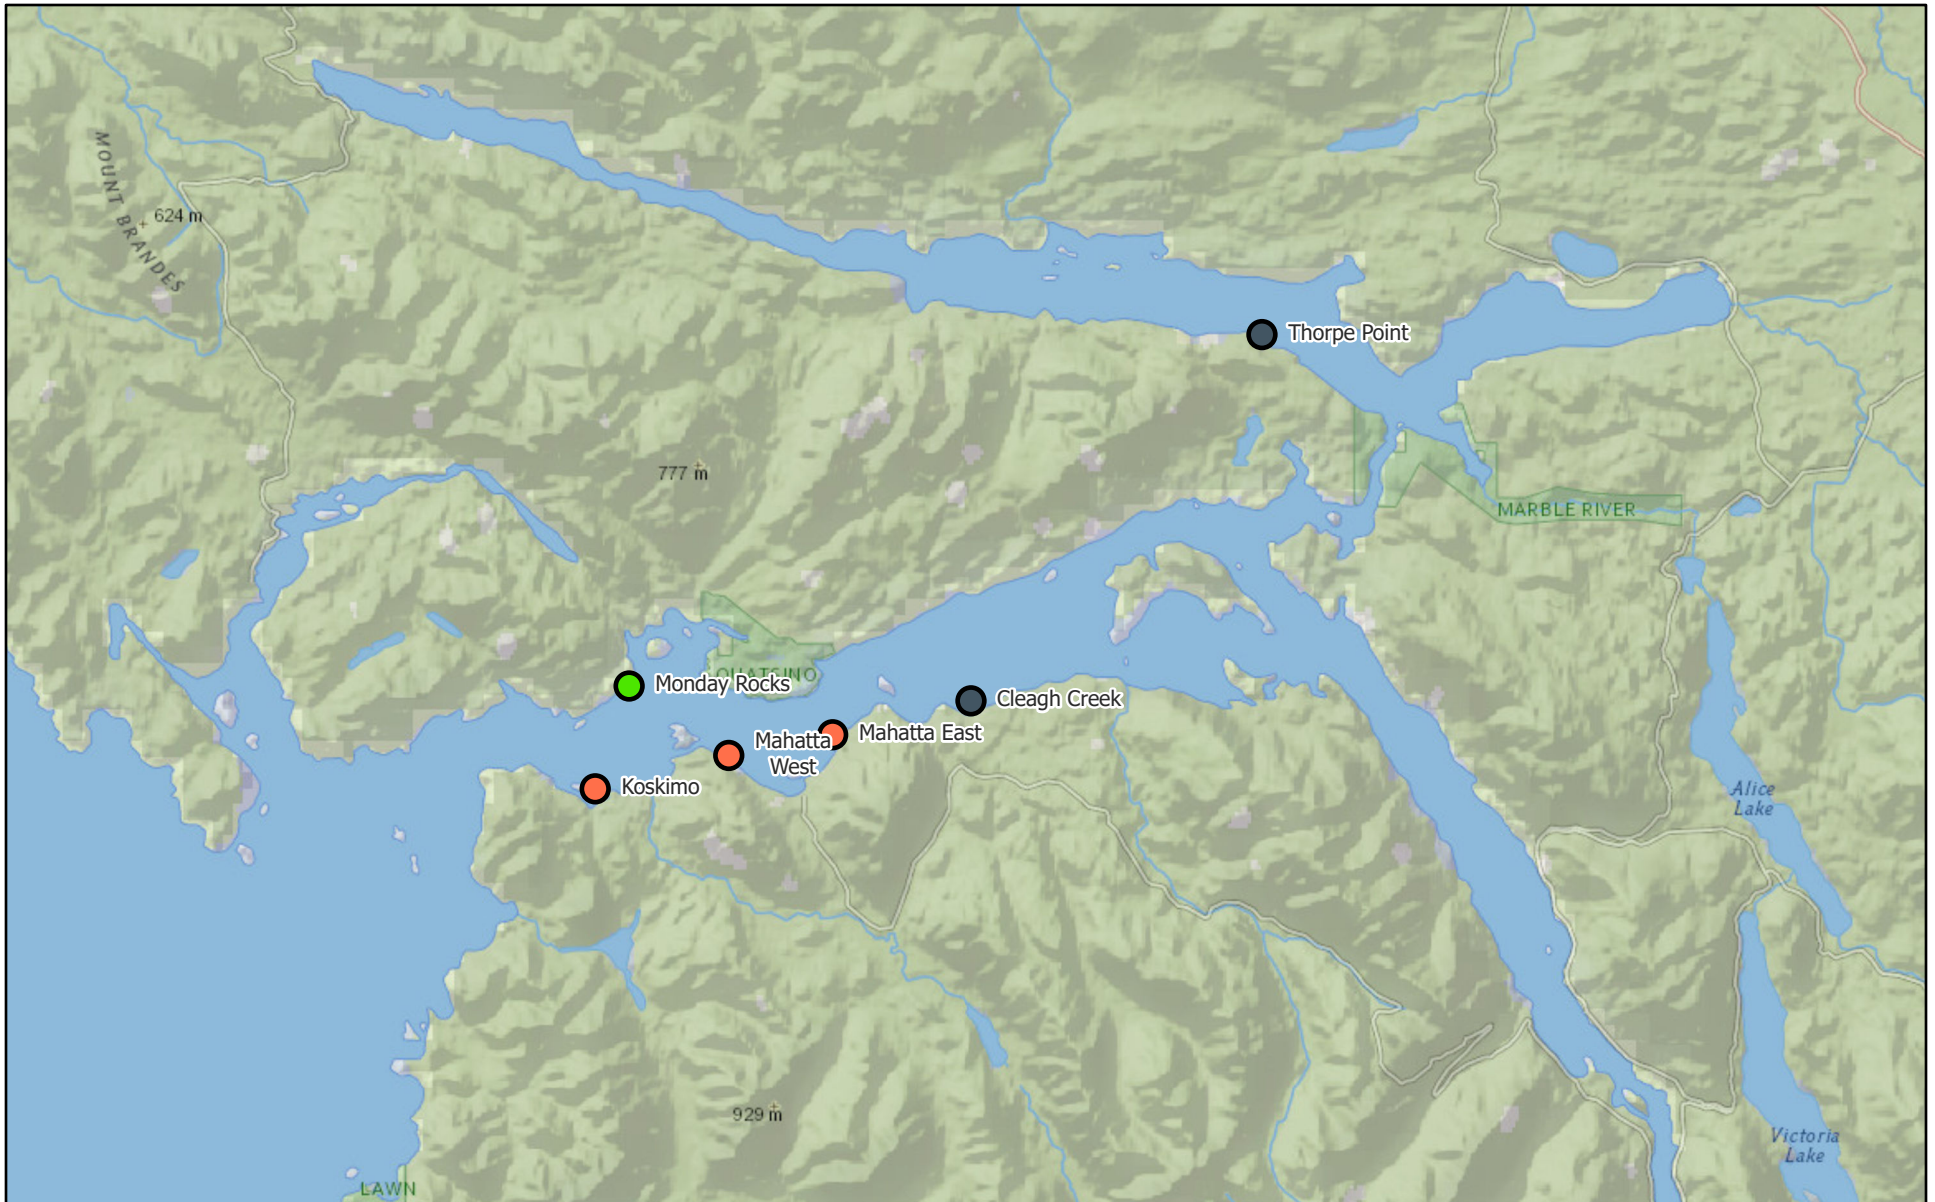 MOUNT BRANDES
624 m
Thorpe Point
777 m
MARBLE RIVER
QUATSINO
Monday Rocks
Cleagh Creek
Mahatta East
Mahatta
West
Koskimo
Alice
Lake
929 m
Victoria
Lake
LAWN